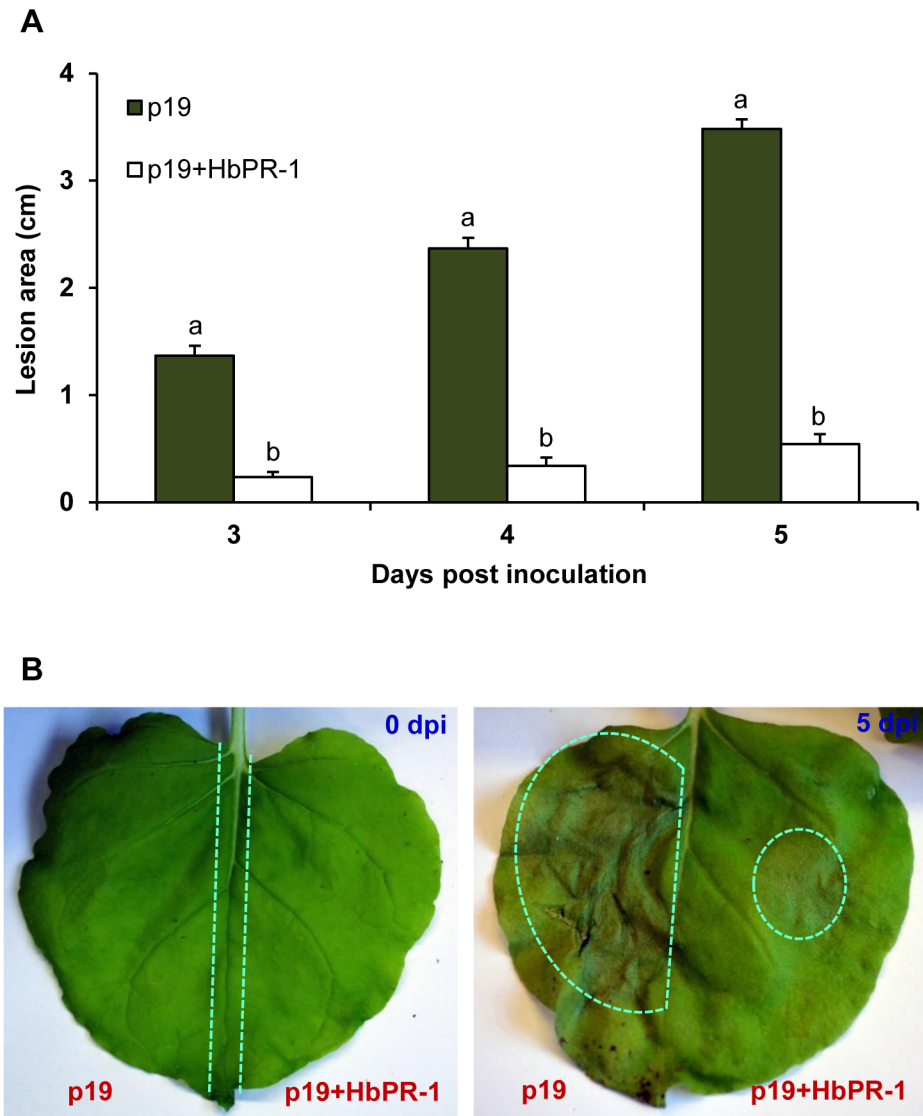 A
4
3
2
1
0
Lesion area (cm)
p19
p19+HbPR-1
a
b
a
b
a
b
3 4 5
Days post inoculation
B
0 dpi
p19 p19+HbPR-1
5 dpi
p19 p19+HbPR-1